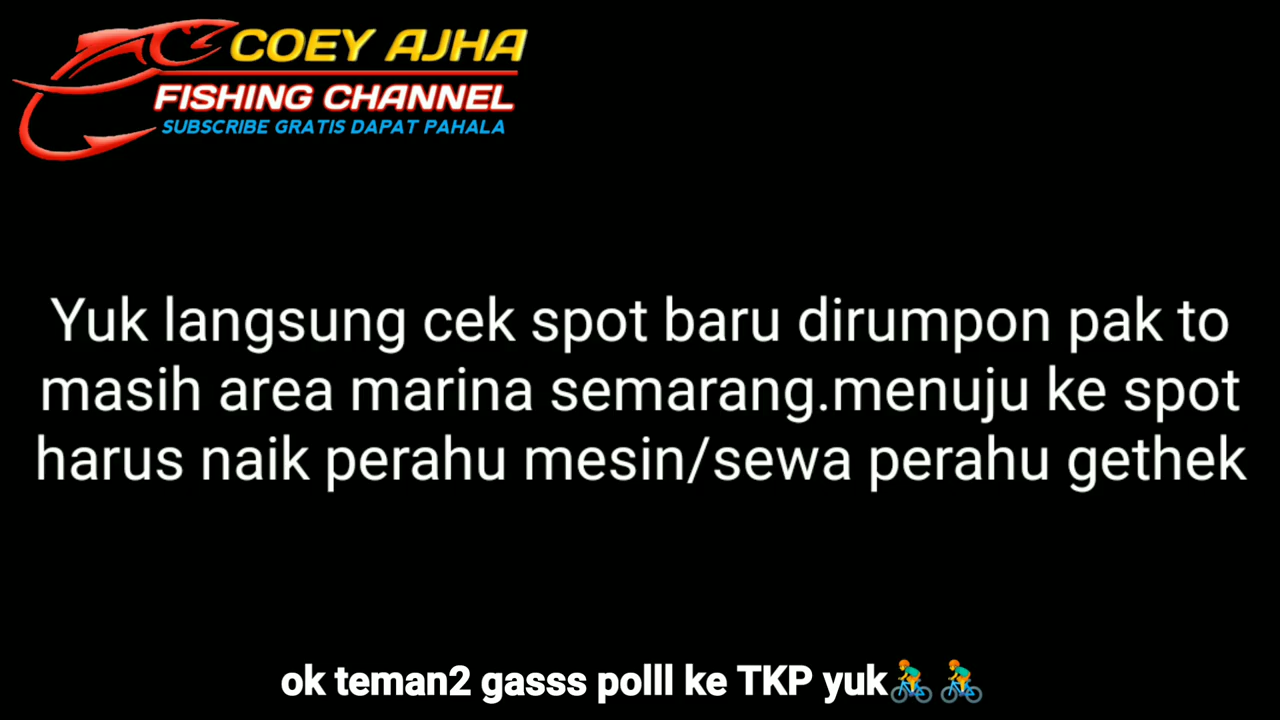 COEY AJHA
FISHING CHANNEL
SUBSCRIBE GRATIS DAPAT PAHALA
Yuk langsung cek spot baru dirumpon pak to
masih area marina semarang.menuju ke spot
harus naik perahu mesin/sewa perahu gethek
ok teman2 gasss polll ke TKP yuk🚴🚴